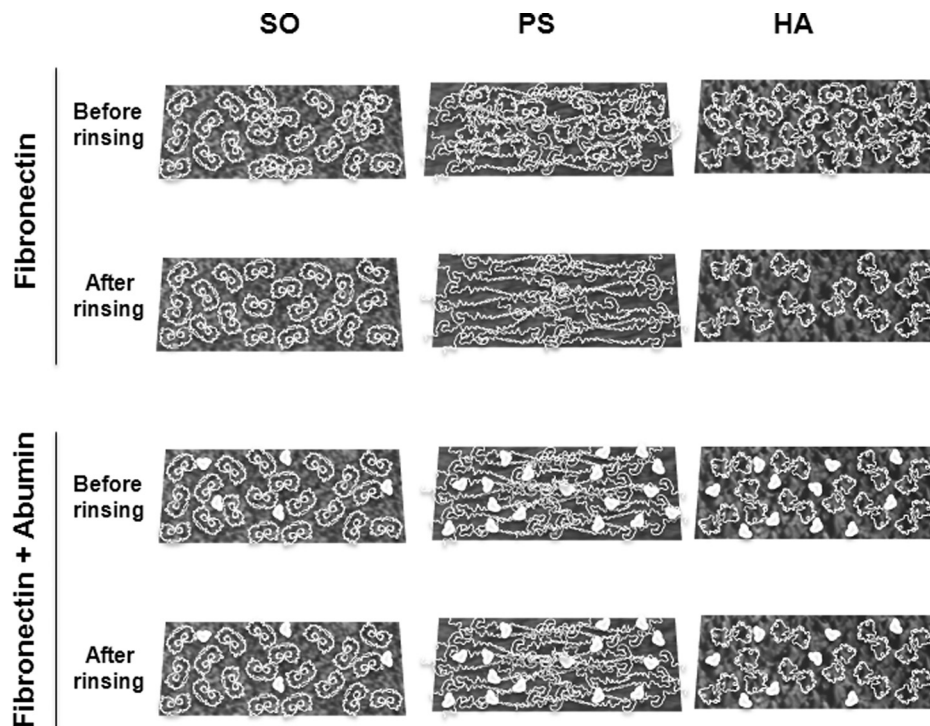 SO PS HA
Fibronectin
Before
rinsing
After
rinsing
Fibronectin + Abumin
Before
rinsing
After
rinsing